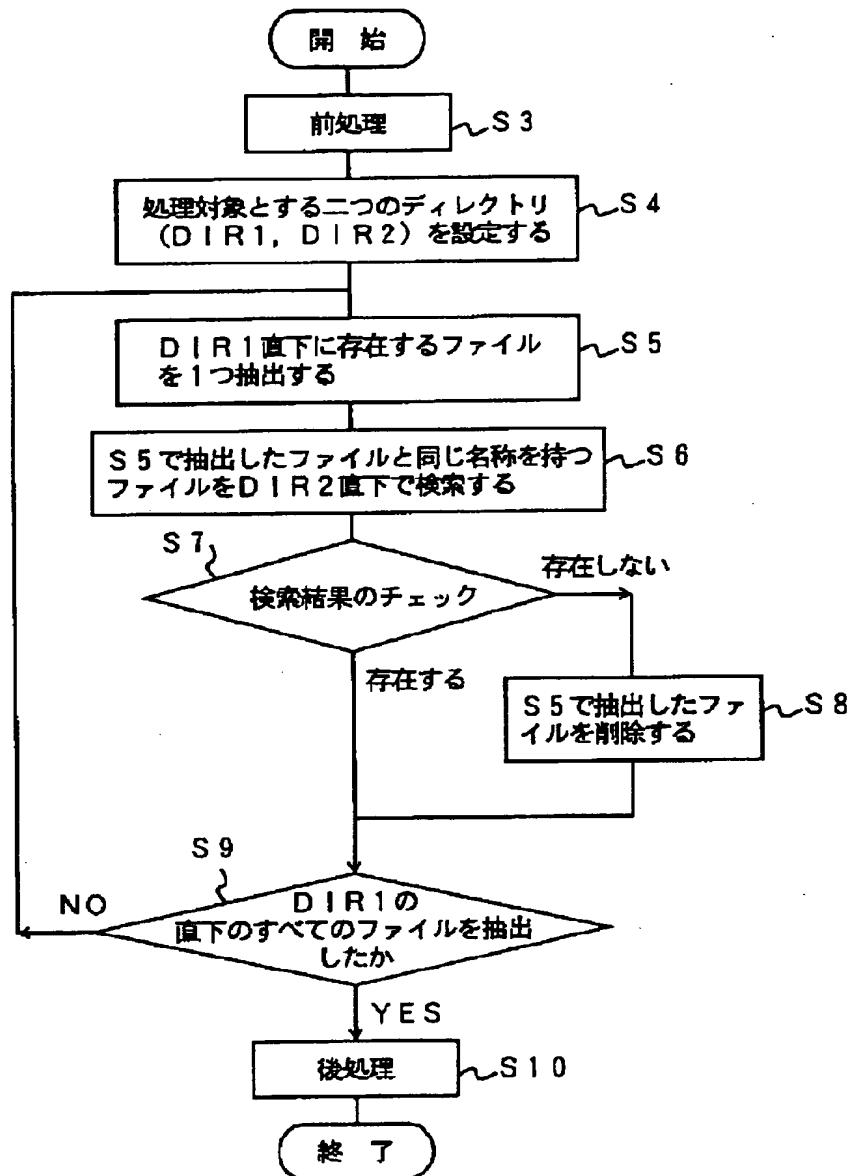 開 始
前処理
S3
処理対象とする二つのディレクトリ
(DIR1, DIR2)を設定する
S4
DIR1直下に存在するファイル
を1つ抽出する
S5
S5で抽出したファイルと同じ名称を持つ
ファイルをDIR2直下で検索する
S6
S7
検索結果のチェック
存在しない
存在する
S5で抽出したファ
イルを削除する
S8
S9
DIR1の
直下のすべてのファイルを抽出
したか
NO
YES
後処理
S10
終 了